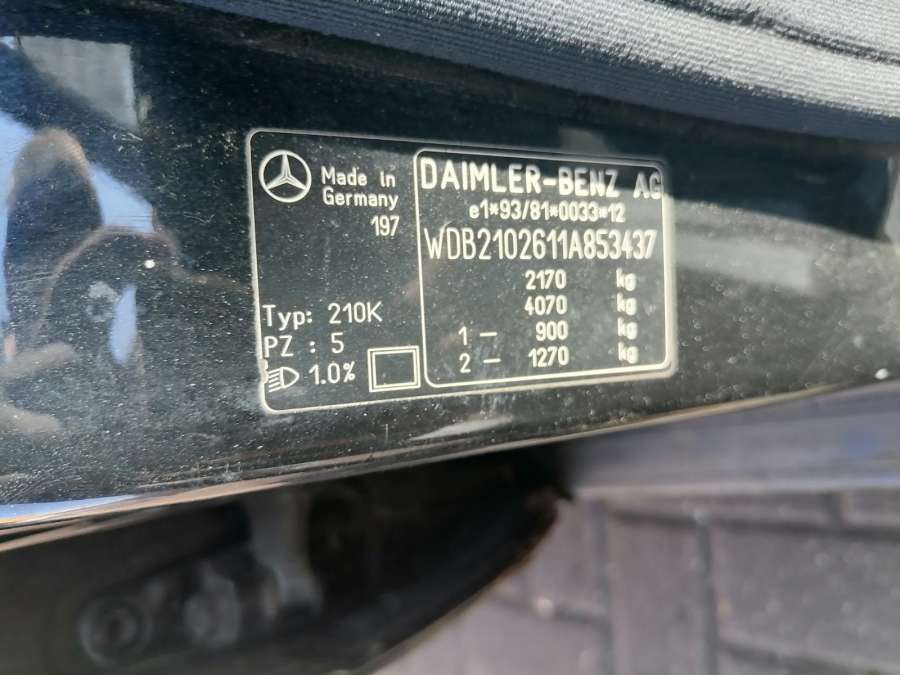 Made in
Germany
197
Typ: 210K
PZ : 5
1.0%
DAIMLER-BENZ AG
e1*93/81*0033*12
WDB2102611A853437
2170 kg
4070 kg
1 — 900 kg
2 — 1270 kg